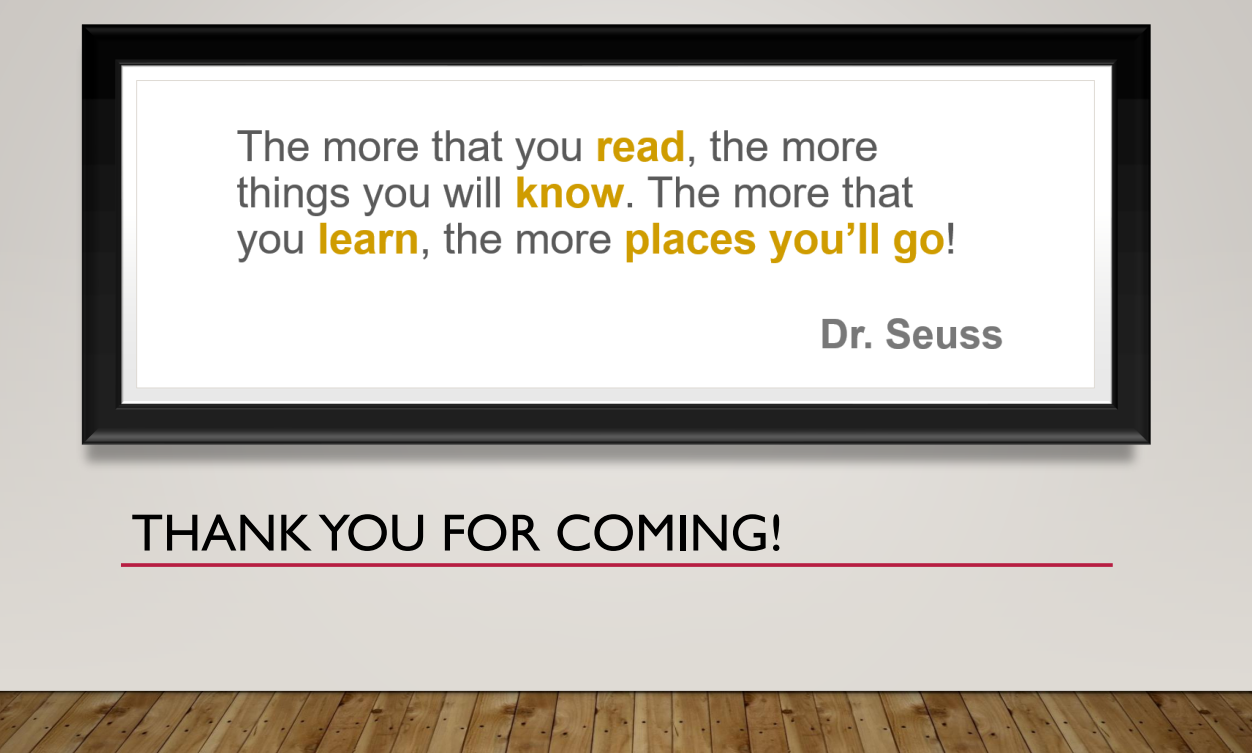 The more that you read, the more
things you will know. The more that
you learn, the more places you’ll go!
Dr. Seuss
THANK YOU FOR COMING!